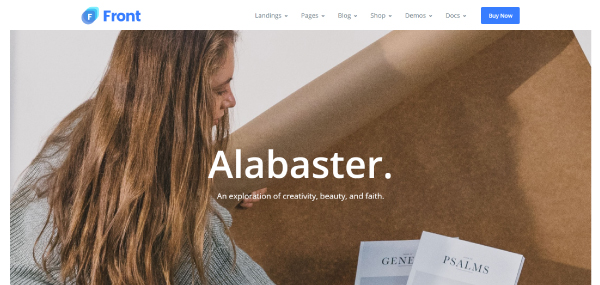 Front
Landings Pages Blog Shop Demos Docs Buy Now
Alabaster.
An exploration of creativity, beauty, and faith.
GENE
PSALMS